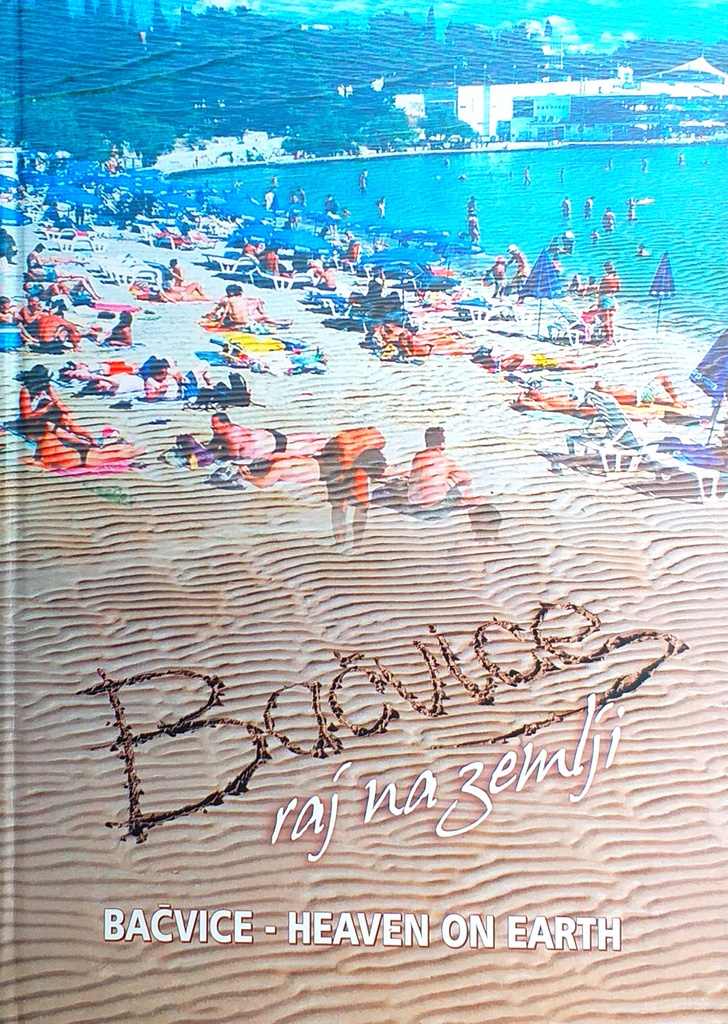 Bačvice
raj na zemlji
BAČVICE - HEAVEN ON EARTH